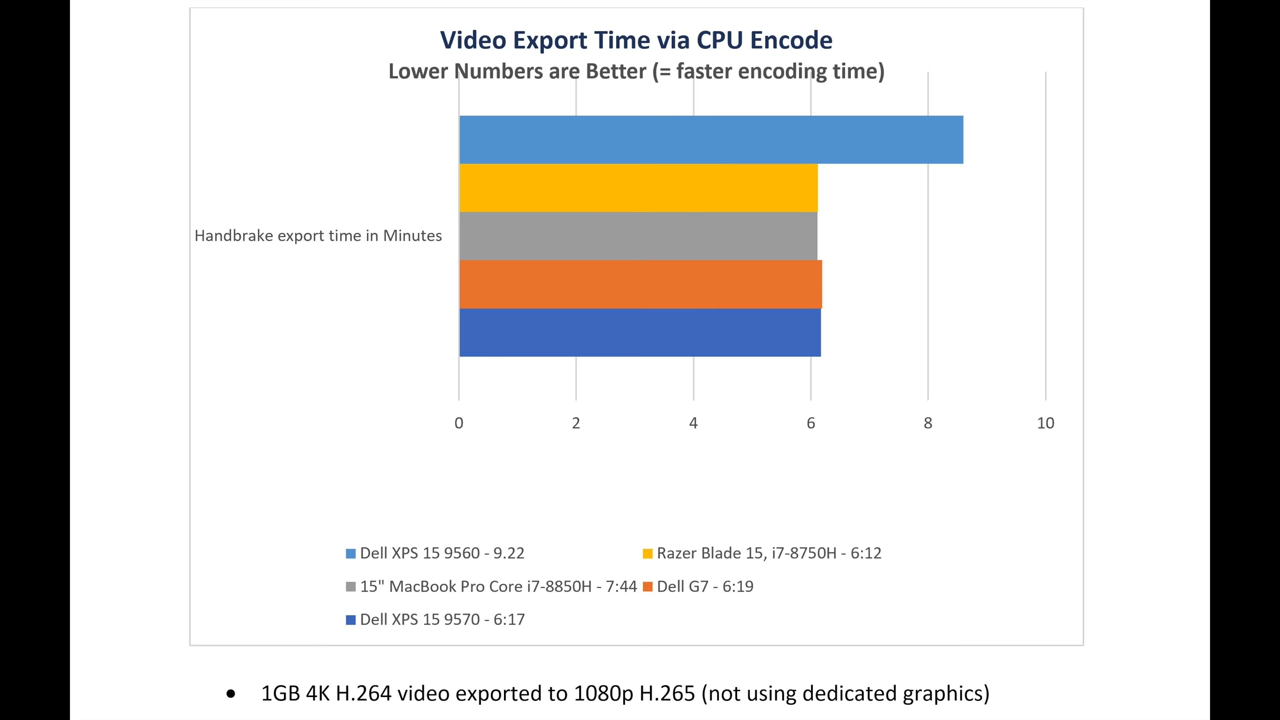 Video Export Time via CPU Encode
Lower Numbers are Better (= faster encoding time)
Handbrake export time in Minutes
0 2 4 6 8 10
Dell XPS 15 9560 - 9.22
Razer Blade 15, i7-8750H - 6:12
15" MacBook Pro Core i7-8850H - 7:44
Dell G7 - 6:19
Dell XPS 15 9570 - 6:17
• 1GB 4K H.264 video exported to 1080p H.265 (not using dedicated graphics)